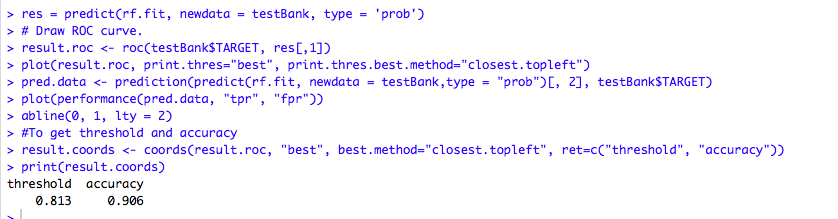 > res = predict(rf.fit, newdata = testBank, type = 'prob')
> # Draw ROC curve.
> result.roc <- roc(testBank$TARGET, res[,1])
> plot(result.roc, print.thres="best", print.thres.best.method="closest.topleft")
> pred.data <- prediction(predict(rf.fit, newdata = testBank,type = "prob")[, 2], testBank$TARGET)
> plot(performance(pred.data, "tpr", "fpr"))
> abline(0, 1, lty = 2)
> #To get threshold and accuracy
> result.coords <- coords(result.roc, "best", best.method="closest.topleft", ret=c("threshold", "accuracy"))
> print(result.coords)
threshold  accuracy
    0.813     0.906
>